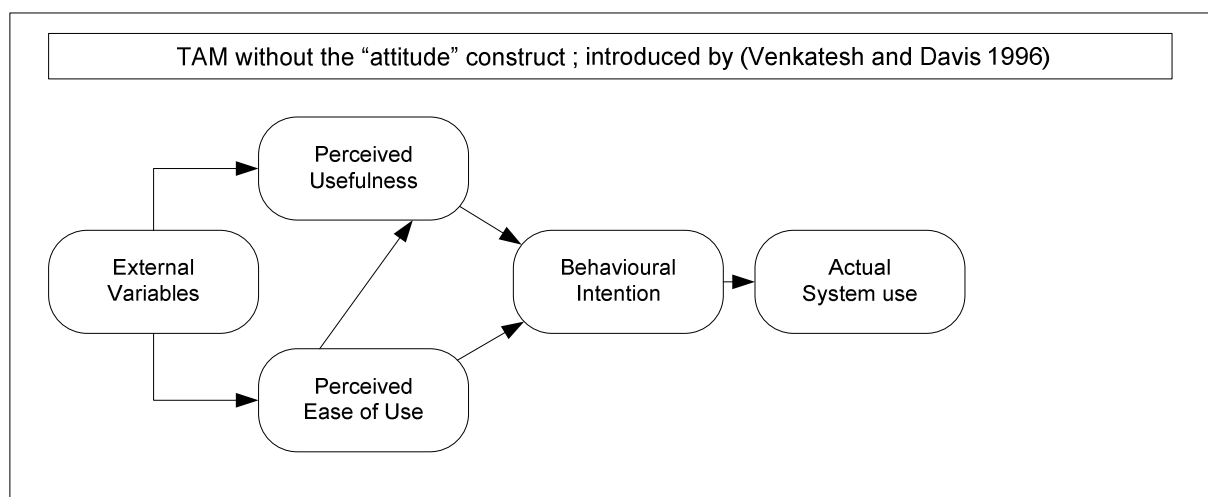 TAM without the “attitude” construct ; introduced by (Venkatesh and Davis 1996)
Perceived
Usefulness
External
Variables
Behavioural
Intention
Actual
System use
Perceived
Ease of Use